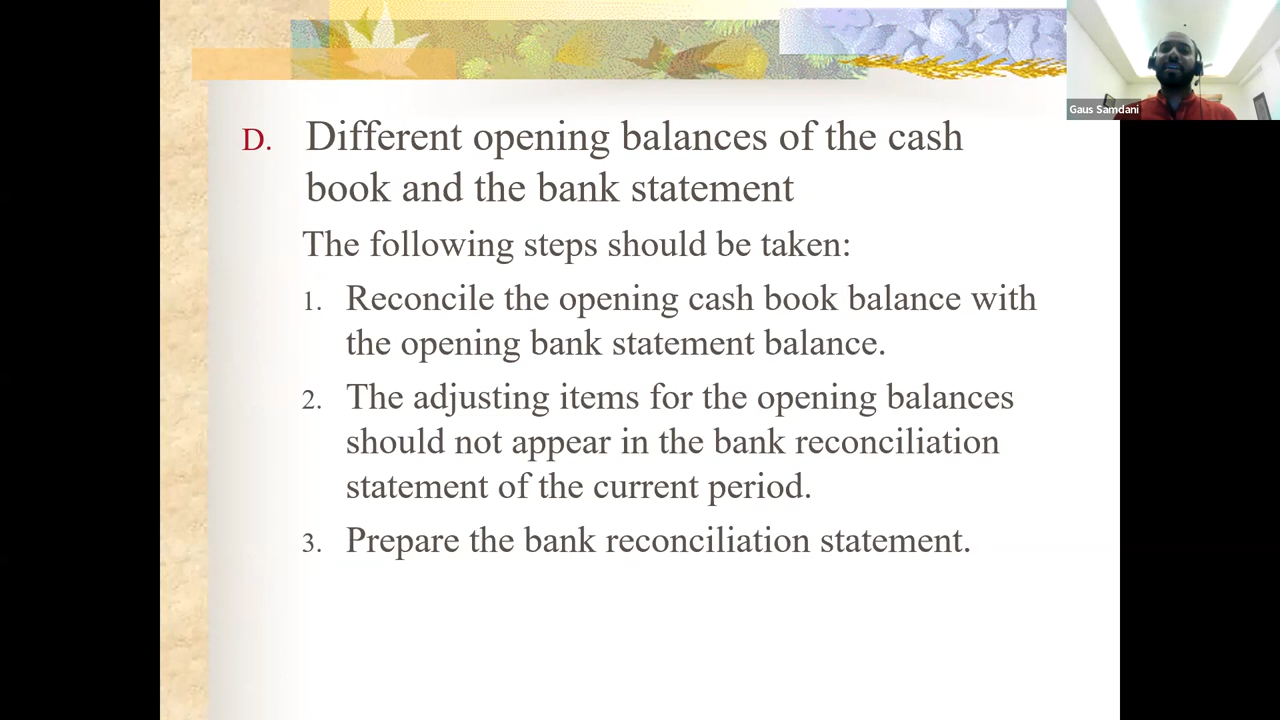 Gaus Samdani
D. Different opening balances of the cash
book and the bank statement
The following steps should be taken:
1. Reconcile the opening cash book balance with
the opening bank statement balance.
2. The adjusting items for the opening balances
should not appear in the bank reconciliation
statement of the current period.
3. Prepare the bank reconciliation statement.